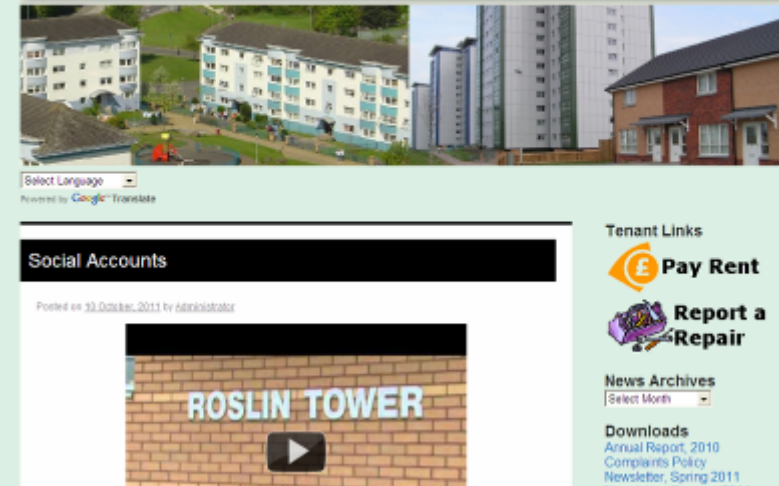 Select Language
Powered by Google Translate
Social Accounts
Posted on 10 October, 2011 by Administrator
ROSLIN TOWER
Tenant Links
£ Pay Rent
Report a
Repair
News Archives
Select Month
Downloads
Annual Report, 2010
Complaints Policy
Newsletter, Spring 2011